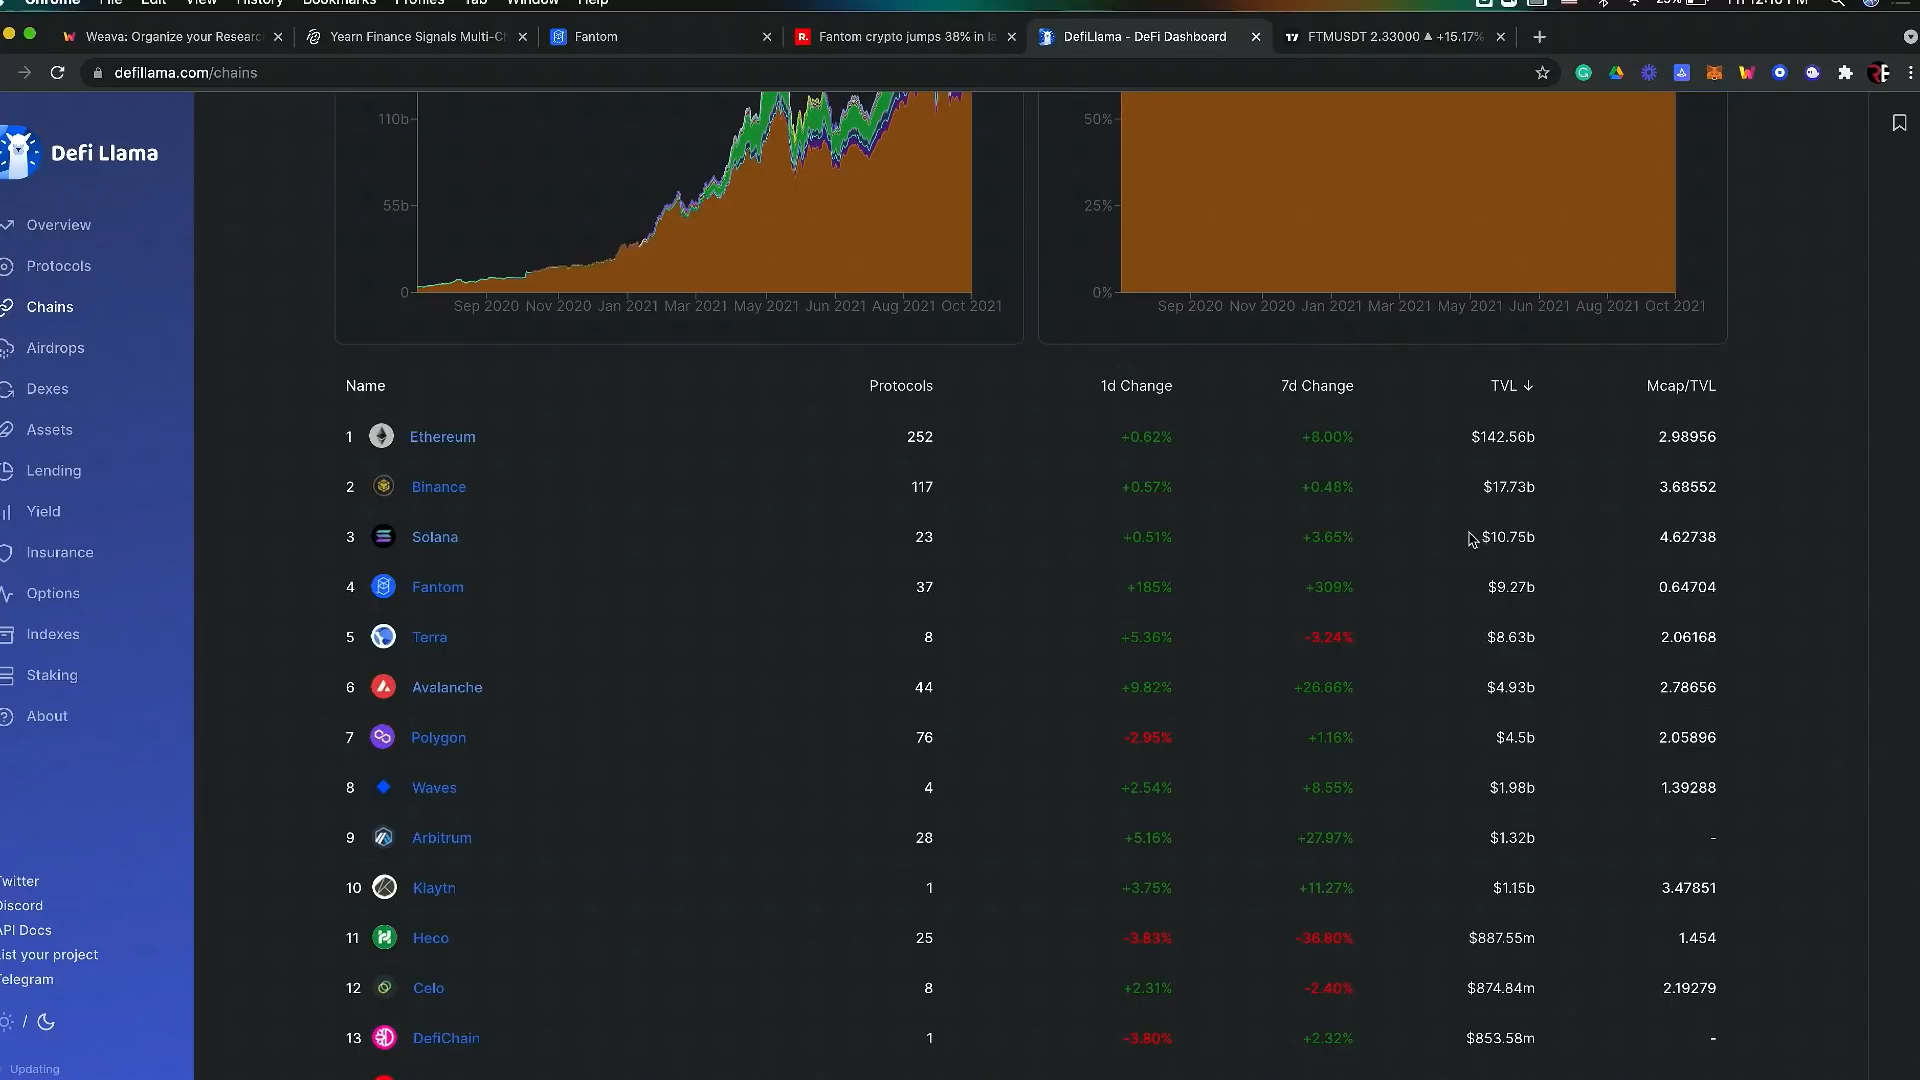 Chrome File Edit View History Bookmarks Profiles Tab Window Help
Weava: Organize your Resear
Yearn Finance Signals Multi-C
Fantom
Fantom crypto jumps 38% in la
DefiLlama - DeFi Dashboard
FTMUSDT 2.33000 ▲ +15.17%
defillama.com/chains
Defi Llama
Overview
Protocols
Chains
Airdrops
Dexes
Assets
Lending
Yield
Insurance
Options
Indexes
Staking
About
witter
Discord
API Docs
ist your project
elegram
/
Updating
110b
55b
0
Sep 2020 Nov 2020 Jan 2021 Mar 2021 May 2021 Jun 2021 Aug 2021 Oct 2021
50%
25%
0%
Sep 2020 Nov 2020 Jan 2021 Mar 2021 May 2021 Jun 2021 Aug 2021 Oct 2021
Name Protocols 1d Change 7d Change TVL ↓ Mcap/TVL
1 Ethereum 252 +0.62% +8.00% $142.56b 2.98956
2 Binance 117 +0.57% +0.48% $17.73b 3.68552
3 Solana 23 +0.51% +3.65% $10.75b 4.62738
4 Fantom 37 +185% +309% $9.27b 0.64704
5 Terra 8 +5.36% -3.24% $8.63b 2.06168
6 Avalanche 44 +9.82% +26.66% $4.93b 2.78656
7 Polygon 76 -2.95% +1.16% $4.5b 2.05896
8 Waves 4 +2.54% +8.55% $1.98b 1.39288
9 Arbitrum 28 +5.16% +27.97% $1.32b -
10 Klaytn 1 +3.75% +11.27% $1.15b 3.47851
11 Heco 25 -3.83% -36.80% $887.55m 1.454
12 Celo 8 +2.31% -2.40% $874.84m 2.19279
13 DefiChain 1 -3.80% +2.32% $853.58m -